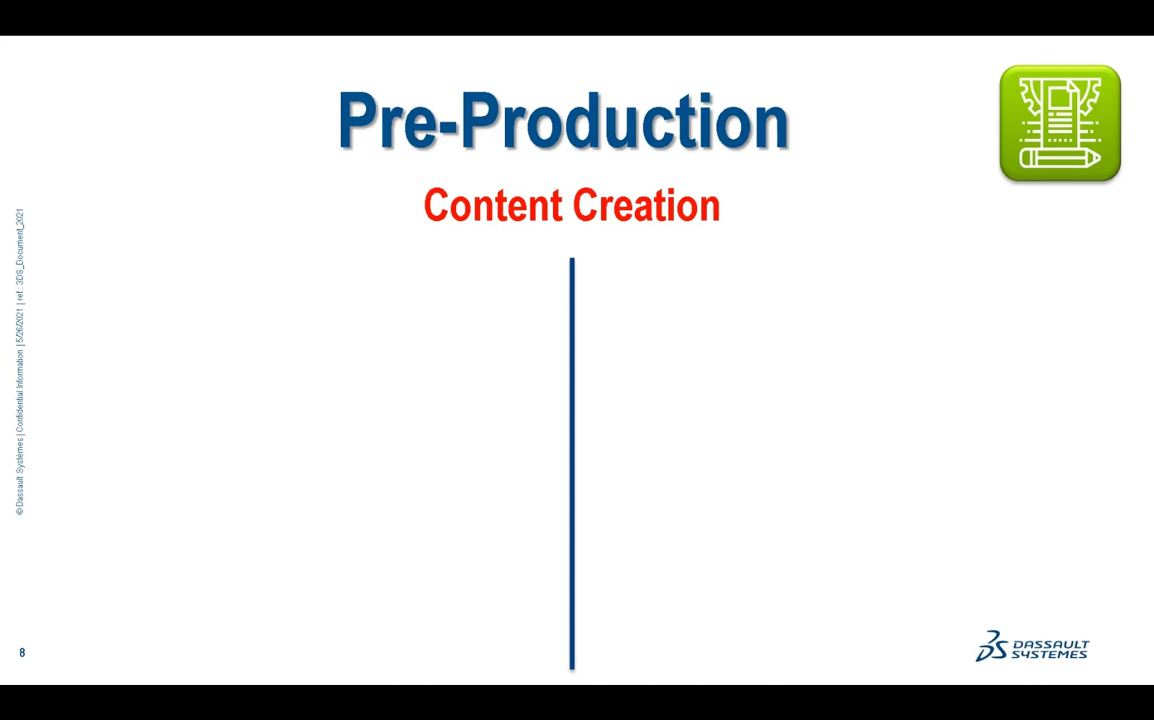 Pre-Production
Content Creation
© Dassault Systèmes | Confidential Information | 5/26/2021 | ref.: 3DS_Document_2021
8
DASSAULT
SYSTEMES